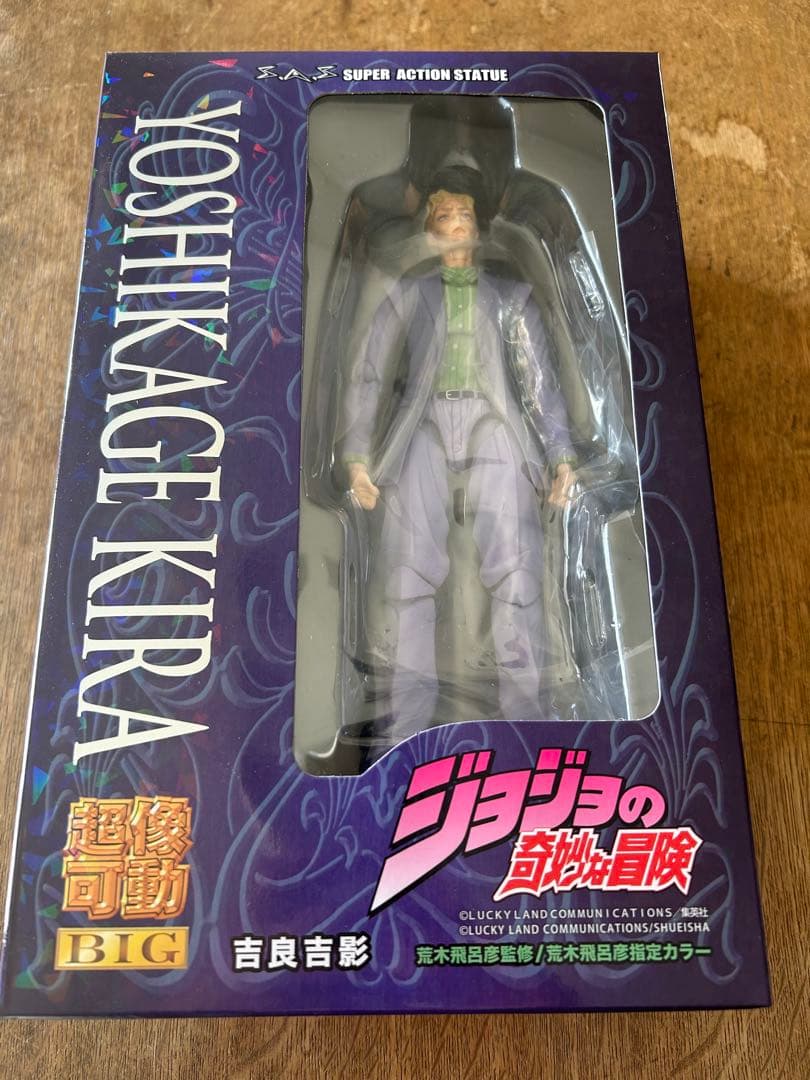 S.A.S SUPER ACTION STATUE
YOSHIKAGE KIRA
超像
可動
BIG
吉良吉影
ジョジョの
奇妙な冒険
©LUCKY LAND COMMUNICATIONS/集英社
©LUCKY LAND COMMUNICATIONS/SHUEISHA
荒木飛呂彦監修/荒木飛呂彦指定カラー